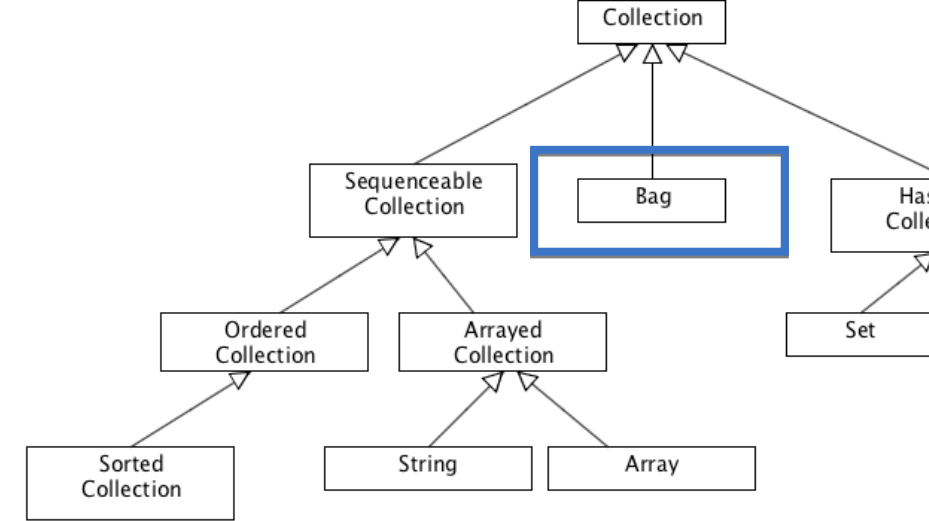 Collection
Sequenceable
Collection
Bag
Ordered
Collection
Arrayed
Collection
Set
Sorted
Collection
String
Array